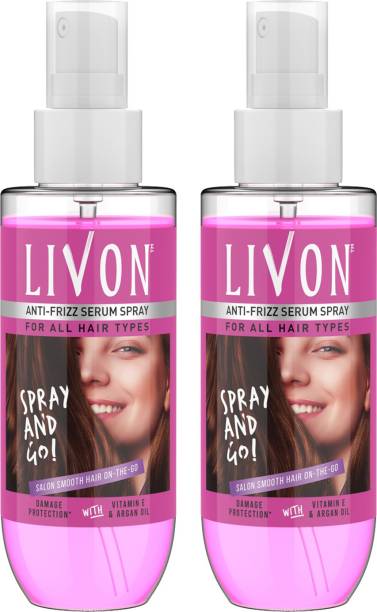 LIVON™
ANTI-FRIZZ SERUM SPRAY
FOR ALL HAIR TYPES
SPRAY
AND
GO!
SALON SMOOTH HAIR ON-THE-GO
DAMAGE PROTECTION* WITH VITAMIN E & ARGAN OIL
LIVON™
ANTI-FRIZZ SERUM SPRAY
FOR ALL HAIR TYPES
SPRAY
AND
GO!
SALON SMOOTH HAIR ON-THE-GO
DAMAGE PROTECTION* WITH VITAMIN E & ARGAN OIL